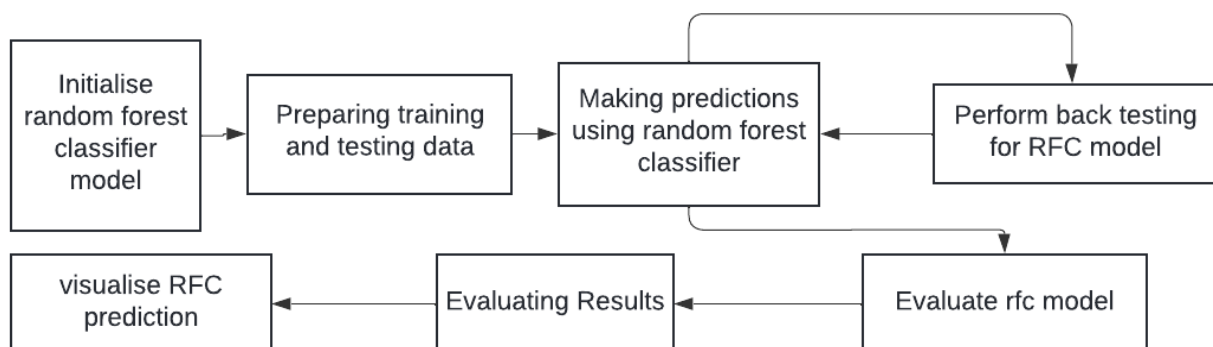 Initialise
random forest
classifier
model
Preparing training
and testing data
Making predictions
using random forest
classifier
Perform back testing
for RFC model
visualise RFC
prediction
Evaluating Results
Evaluate rfc model